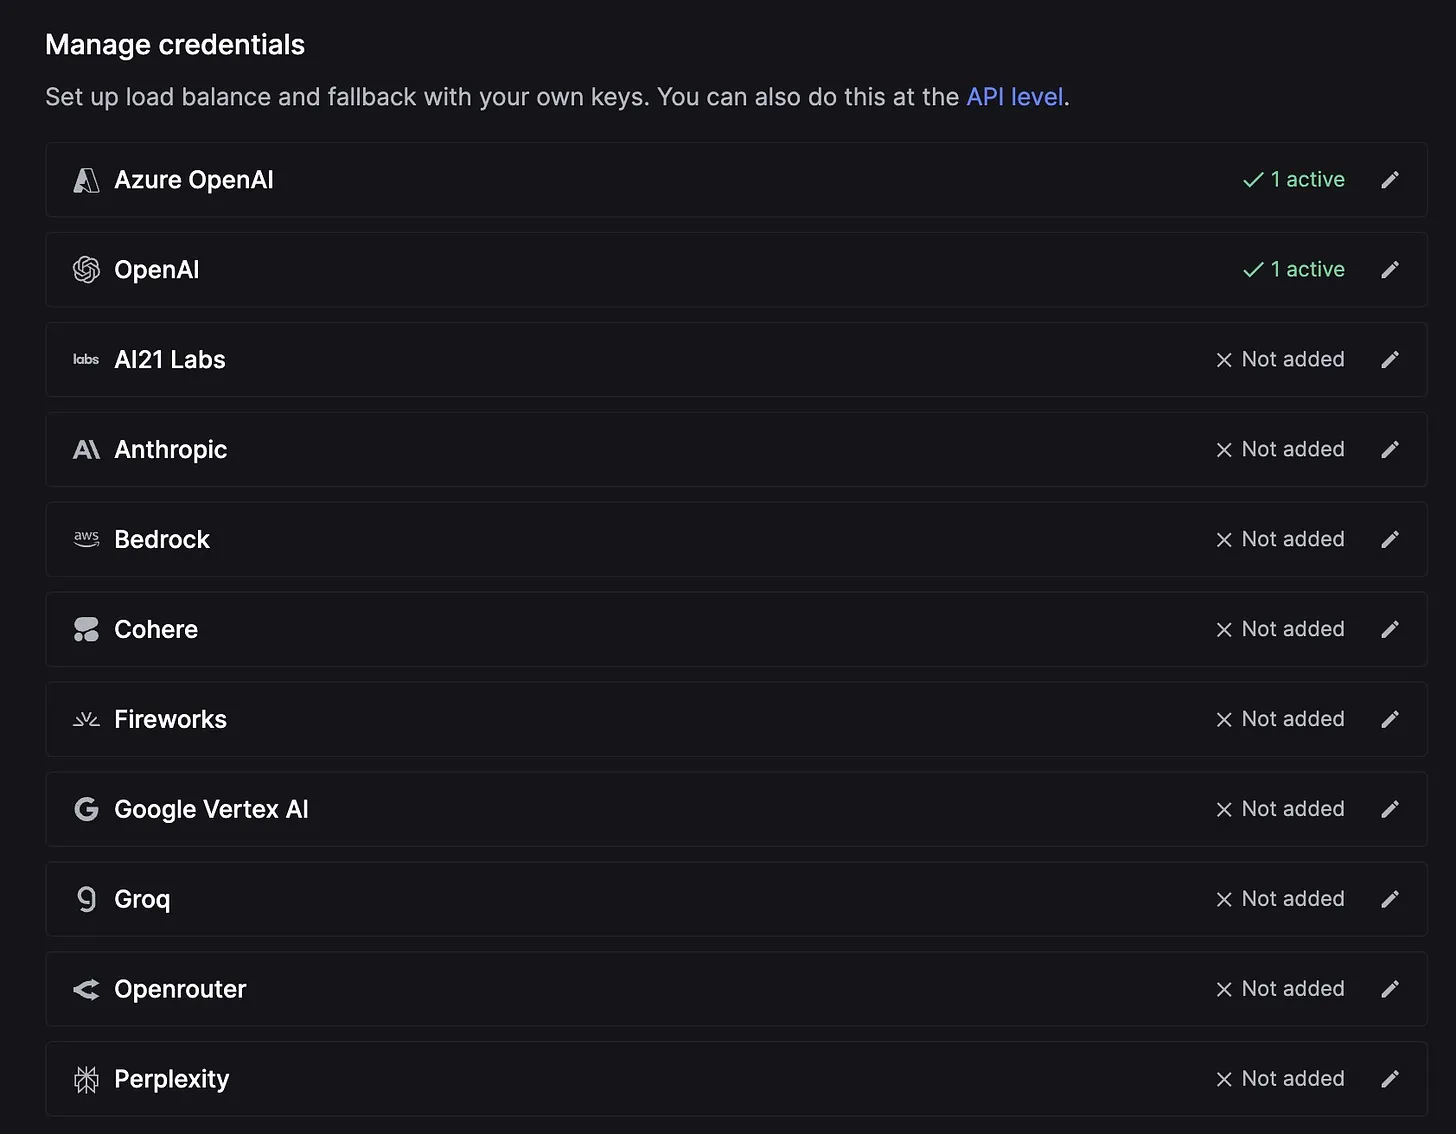 Manage credentials
Set up load balance and fallback with your own keys. You can also do this at the API level.
Azure OpenAI 1 active
OpenAI 1 active
labs AI21 Labs Not added
Anthropic Not added
aws Bedrock Not added
Cohere Not added
Fireworks Not added
Google Vertex AI Not added
Groq Not added
Openrouter Not added
Perplexity Not added